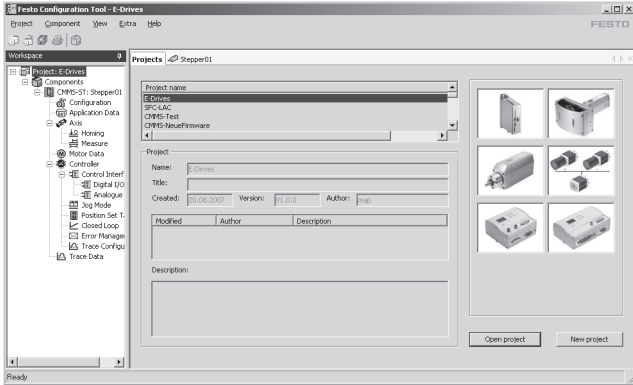 Festo Configuration Tool - E-Drives
Project Component View Extra Help
FESTO
Workspace
Project: E-Drives
Components
CMMS-ST: Stepper01
Configuration
Application Data
Axis
Homing
Measure
Motor Data
Controller
Control Interf
Digital I/O
Analogue
Jog Mode
Position Set T
Closed Loop
Error Manage
Trace Configu
Trace Data
Projects Stepper01
Project name
E-Drives
SFC-LAC
CMMS-Test
CMMS-NeueFirmware
Project
Name: E-Drives
Title:
Created: 20.08.2007 Version: V1.0.0 Author: map
Modified Author Description
Description:
Open project New project
Ready